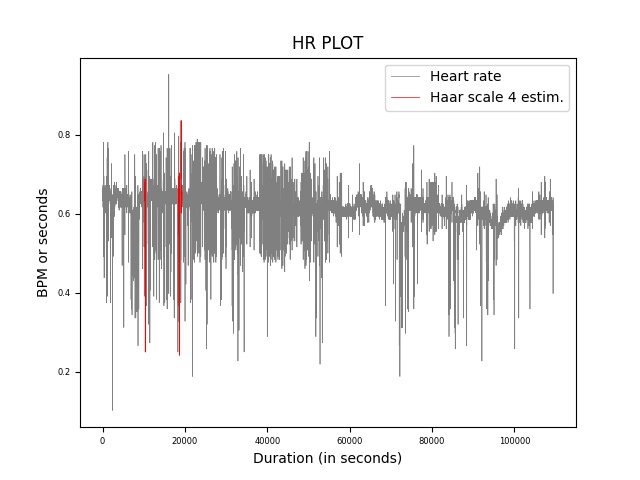 HR PLOT
Heart rate
Haar scale 4 estim.
BPM or seconds
0.8
0.6
0.4
0.2
0 20000 40000 60000 80000 100000
Duration (in seconds)